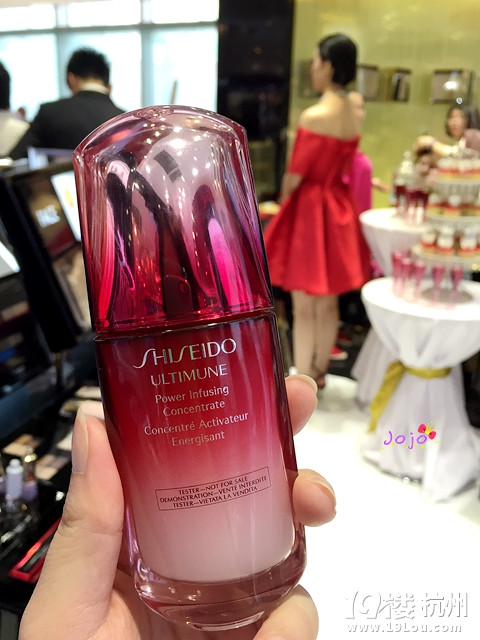 SHISEIDO
ULTIMUNE
Power Infusing
Concentrate
Concentré Activateur
Energisant
TESTER—NOT FOR SALE
DEMONSTRATION—VENTE INTERDITE
TESTER—VIETATA LA VENDITA
Jojo
19楼 杭州
www.19lou.com